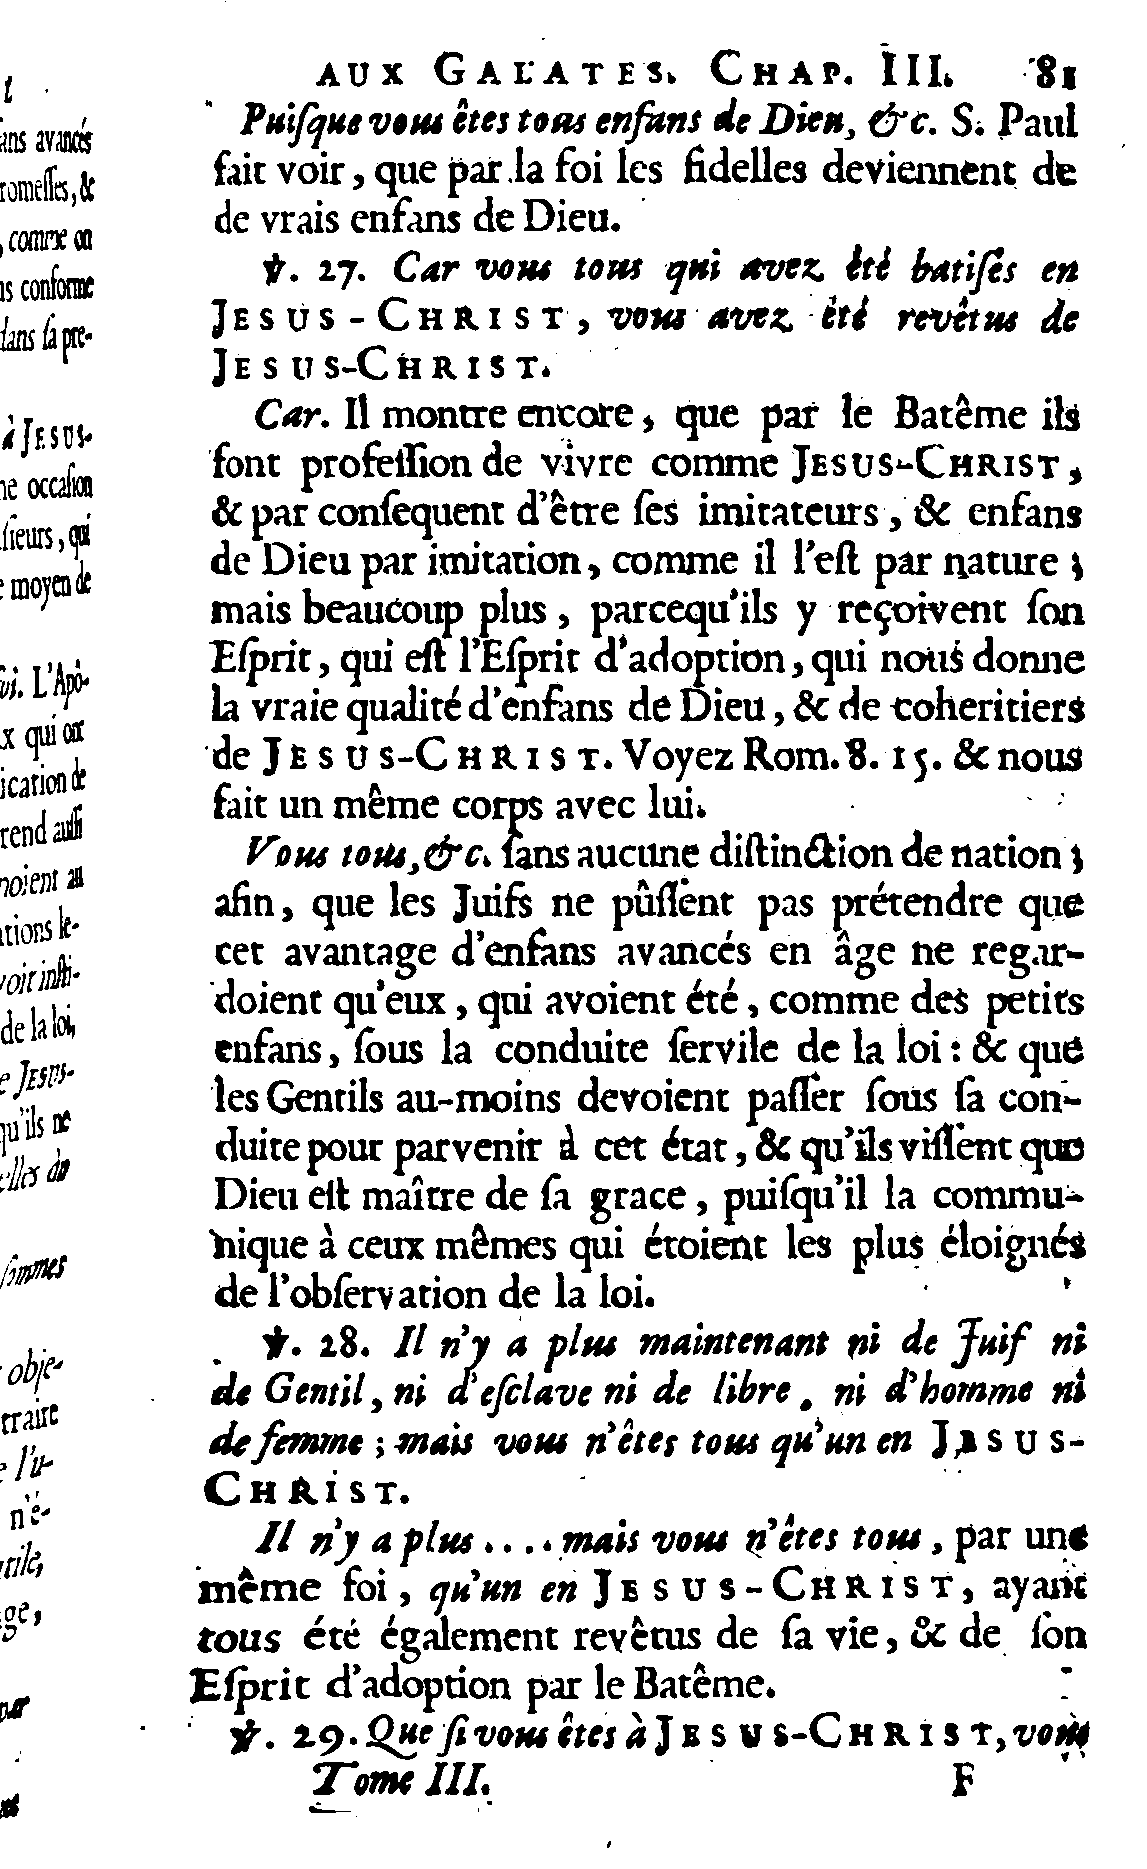 AUX GALATES. CHAP. III. 81
Puiſque vous êtes tous enfans de Dieu, &c. S. Paul
fait voir, que par la foi les fidelles deviennent de
de vrais enfans de Dieu.
℣. 27. Car vous tous qui avez été batiſés en
JESUS-CHRIST, vous avez été revêtus de
JESUS-CHRIST.
Car. Il montre encore, que par le Batême ils
font profeſſion de vivre comme JESUS-CHRIST,
& par conſequent d'être ſes imitateurs, & enfans
de Dieu par imitation, comme il l'eſt par nature;
mais beaucoup plus, parcequ'ils y reçoivent ſon
Eſprit, qui eſt l'Eſprit d'adoption, qui nous donne
la vraie qualité d'enfans de Dieu, & de coheritiers
de JESUS-CHRIST. Voyez Rom. 8. 15. & nous
fait un même corps avec lui.
Vous tous, &c. ſans aucune diſtinction de nation;
afin, que les Juifs ne pûſſent pas prétendre que
cet avantage d'enfans avancés en âge ne regar-
doient qu'eux, qui avoient été, comme des petits
enfans, ſous la conduite ſervile de la loi: & que
les Gentils au-moins devoient paſſer ſous ſa con-
duite pour parvenir à cet état, & qu'ils viſſent que
Dieu eſt maître de ſa grace, puiſqu'il la commu-
nique à ceux mêmes qui étoient les plus éloignés
de l'obſervation de la loi.
℣. 28. Il n'y a plus maintenant ni de Juif ni
de Gentil, ni d'eſclave ni de libre, ni d'homme ni
de femme; mais vous n'êtes tous qu'un en JESUS-
CHRIST.
Il n'y a plus.... mais vous n'êtes tous, par une
même foi, qu'un en JESUS-CHRIST, ayant
tous été également revêtus de ſa vie, & de ſon
Eſprit d'adoption par le Batême.
℣. 29. Que ſi vous êtes à JESUS-CHRIST, vous
Tome III. F